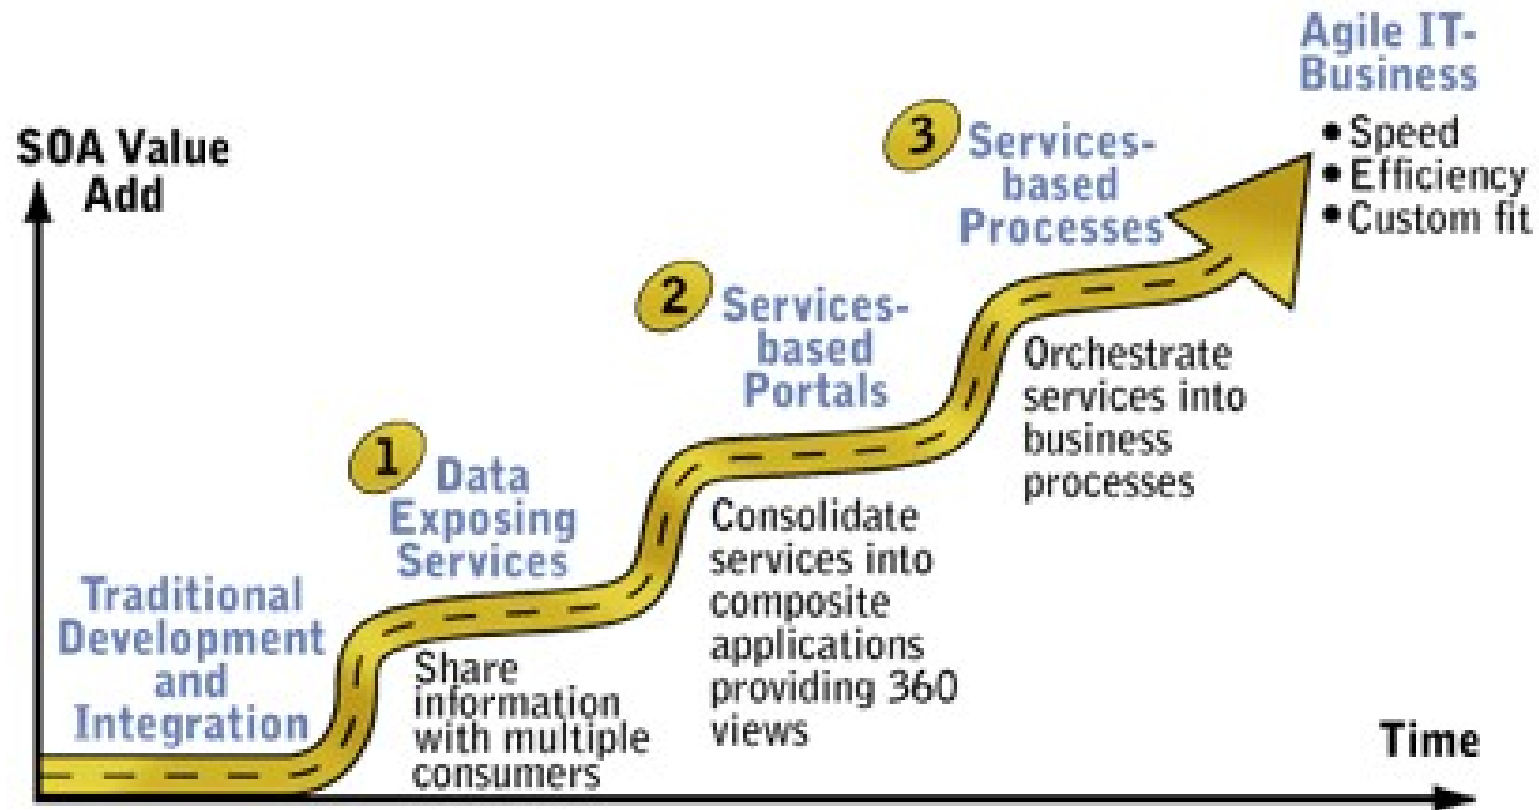 SOA Value
Add
Traditional
Development
and
Integration
1
Data
Exposing
Services
Share
information
with multiple
consumers
2
Services-
based
Portals
Consolidate
services into
composite
applications
providing 360
views
3
Services-
based
Processes
Orchestrate
services into
business
processes
Agile IT-
Business
• Speed
• Efficiency
• Custom fit
Time